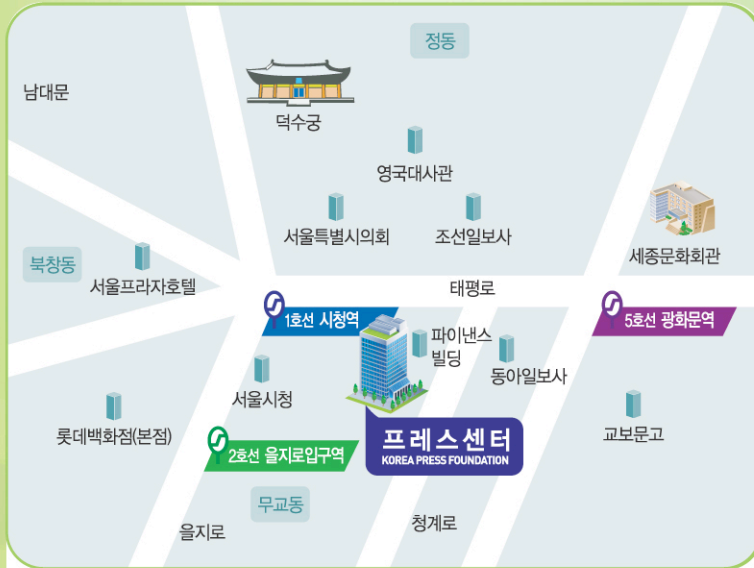 정동
남대문
덕수궁
영국대사관
서울특별시의회
조선일보사
세종문화회관
북창동
서울프라자호텔
태평로
1호선 시청역
5호선 광화문역
파이낸스
빌딩
동아일보사
서울시청
롯데백화점(본점)
프레스센터
KOREA PRESS FOUNDATION
교보문고
2호선 을지로입구역
무교동
을지로
청계로